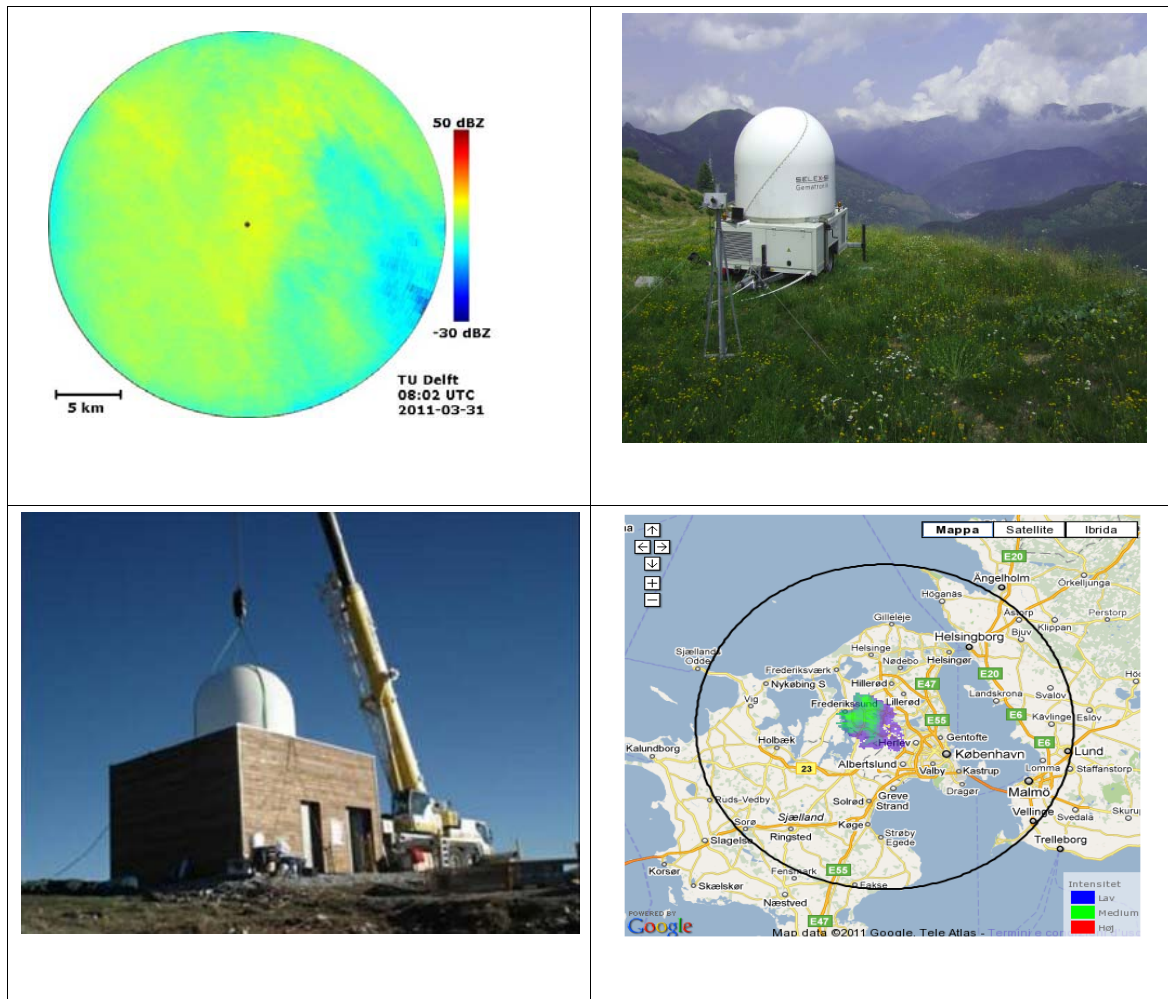 50 dBZ
-30 dBZ
5 km
TU Delft
08:02 UTC
2011-03-31
SELEX-SI
Gematronik
Mappa
Satellite
Ibrida
E20
Ängelholm
Örkelljunga
Höganäs
Åstorp
Perstorp
Klippan
Bjuv
Gilleleje
Helsingborg
Sjællands
Odde
Helsinge
Nødebo
Helsingør
Frederiksværk
Hillerød
E47
E20
Nykøbing S
Landskrona
Svalöv
Vig
Frederikssund
Lillerød
E6
Kävlinge
Eslöv
E55
Holbæk
Herlev
Gentofte
E6
Kalundborg
København
Lund
23
Albertslund
Valby
Kastrup
Lomma
Staffanstorp
Dragør
Malmö
Ruds-Vedby
Solrød
Greve
Strand
Vellinge
Svedala
Sorø
Sjælland
Køge
Strøby
Egede
Slagelse
Ringsted
Trelleborg
Korsør
Fensmark
E55
Fakse
Skælskør
Næstved
E47
Intensitet
Lav
Medium
Høj
POWERED BY
Google
Map data ©2011 Google, Tele Atlas -